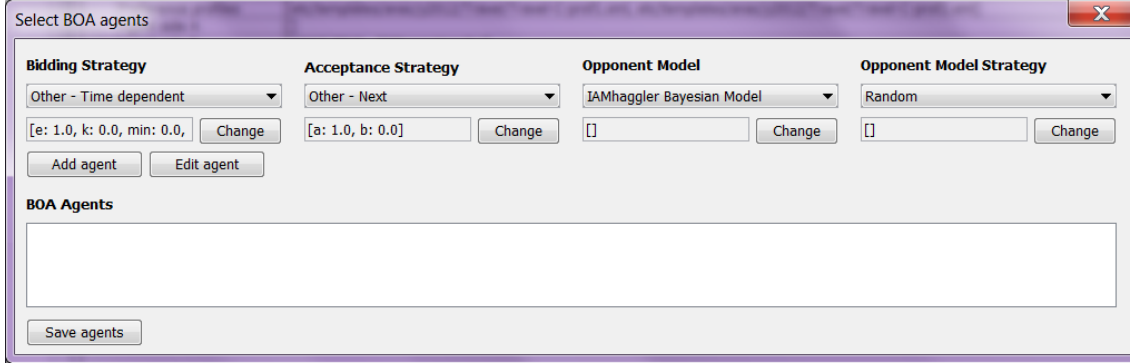 Select BOA agents
Bidding Strategy Acceptance Strategy Opponent Model Opponent Model Strategy
Other - Time dependent Other - Next IAMhaggler Bayesian Model Random
[e: 1.0, k: 0.0, min: 0.0, Change [a: 1.0, b: 0.0] Change [] Change [] Change
Add agent Edit agent
BOA Agents
Save agents